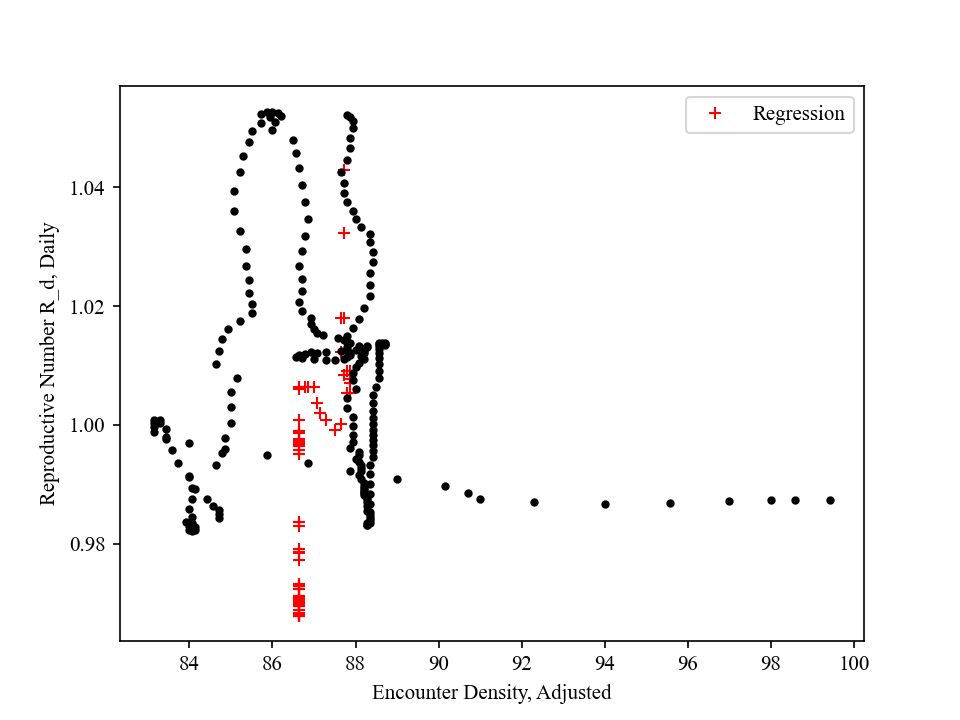 Regression
1.04
1.02
1.00
0.98
Reproductive Number R_d, Daily
84 86 88 90 92 94 96 98 100
Encounter Density, Adjusted